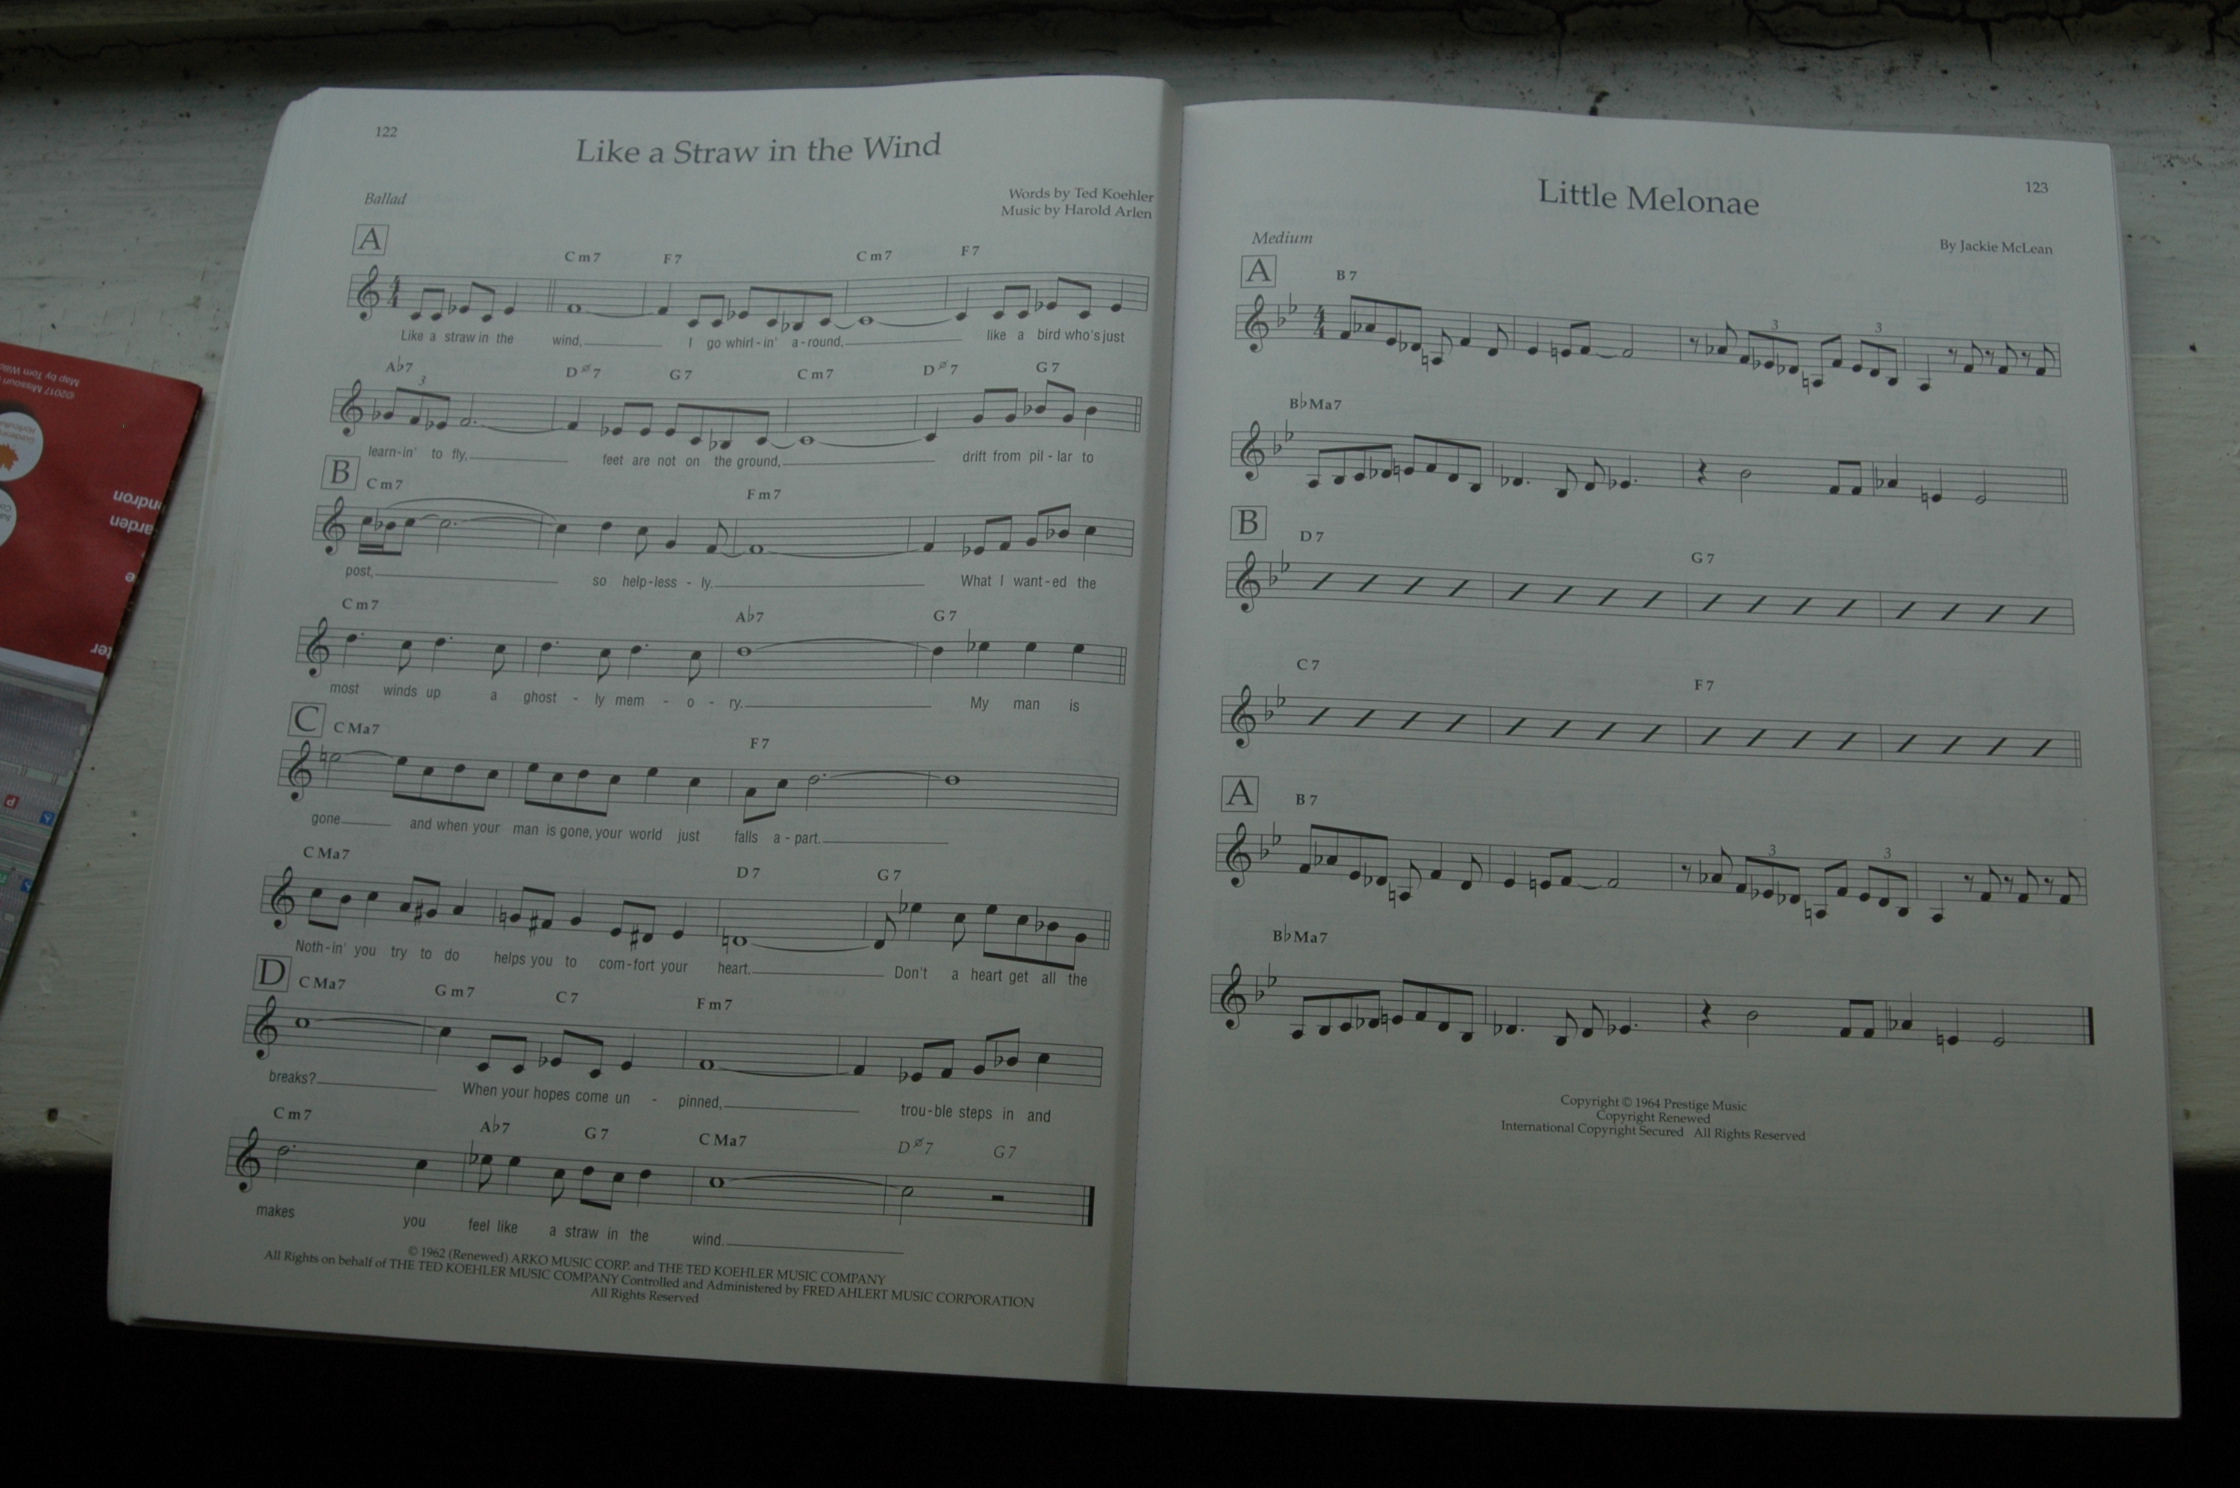 122
Like a Straw in the Wind
Ballad
Words by Ted Koehler
Music by Harold Arlen
A
Cm7 F7 Cm7 F7
Like a straw in the wind, I go whirl-in' a-round, like a bird who's just
A♭7 Dø7 G7 Cm7 Dø7 G7
3
learn-in' to fly, feet are not on the ground, drift from pil-lar to
B
Cm7 Fm7
post, so help-less-ly. What I want-ed the
Cm7 A♭7 G7
most winds up a ghost-ly mem-o-ry. My man is
C
CMa7 F7
gone and when your man is gone, your world just falls a-part.
CMa7 D7 G7
Noth-in' you try to do helps you to com-fort your heart. Don't a heart get all the
D
CMa7 Gm7 C7 Fm7
breaks? When your hopes come un-pinned, trou-ble steps in and
Cm7 A♭7 G7 CMa7 Dø7 G7
makes you feel like a straw in the wind.
© 1962 (Renewed) ARKO MUSIC CORP. and THE TED KOEHLER MUSIC COMPANY
All Rights on behalf of THE TED KOEHLER MUSIC COMPANY Controlled and Administered by FRED AHLERT MUSIC CORPORATION
All Rights Reserved
123
Little Melonae
Medium
By Jackie McLean
A
B7
3 3
B♭Ma7
B
D7 G7
C7 F7
A
B7
3 3
B♭Ma7
Copyright © 1964 Prestige Music
Copyright Renewed
International Copyright Secured All Rights Reserved
©2017 Missouri
Map by Tom
ndron
arden
e
ter
P